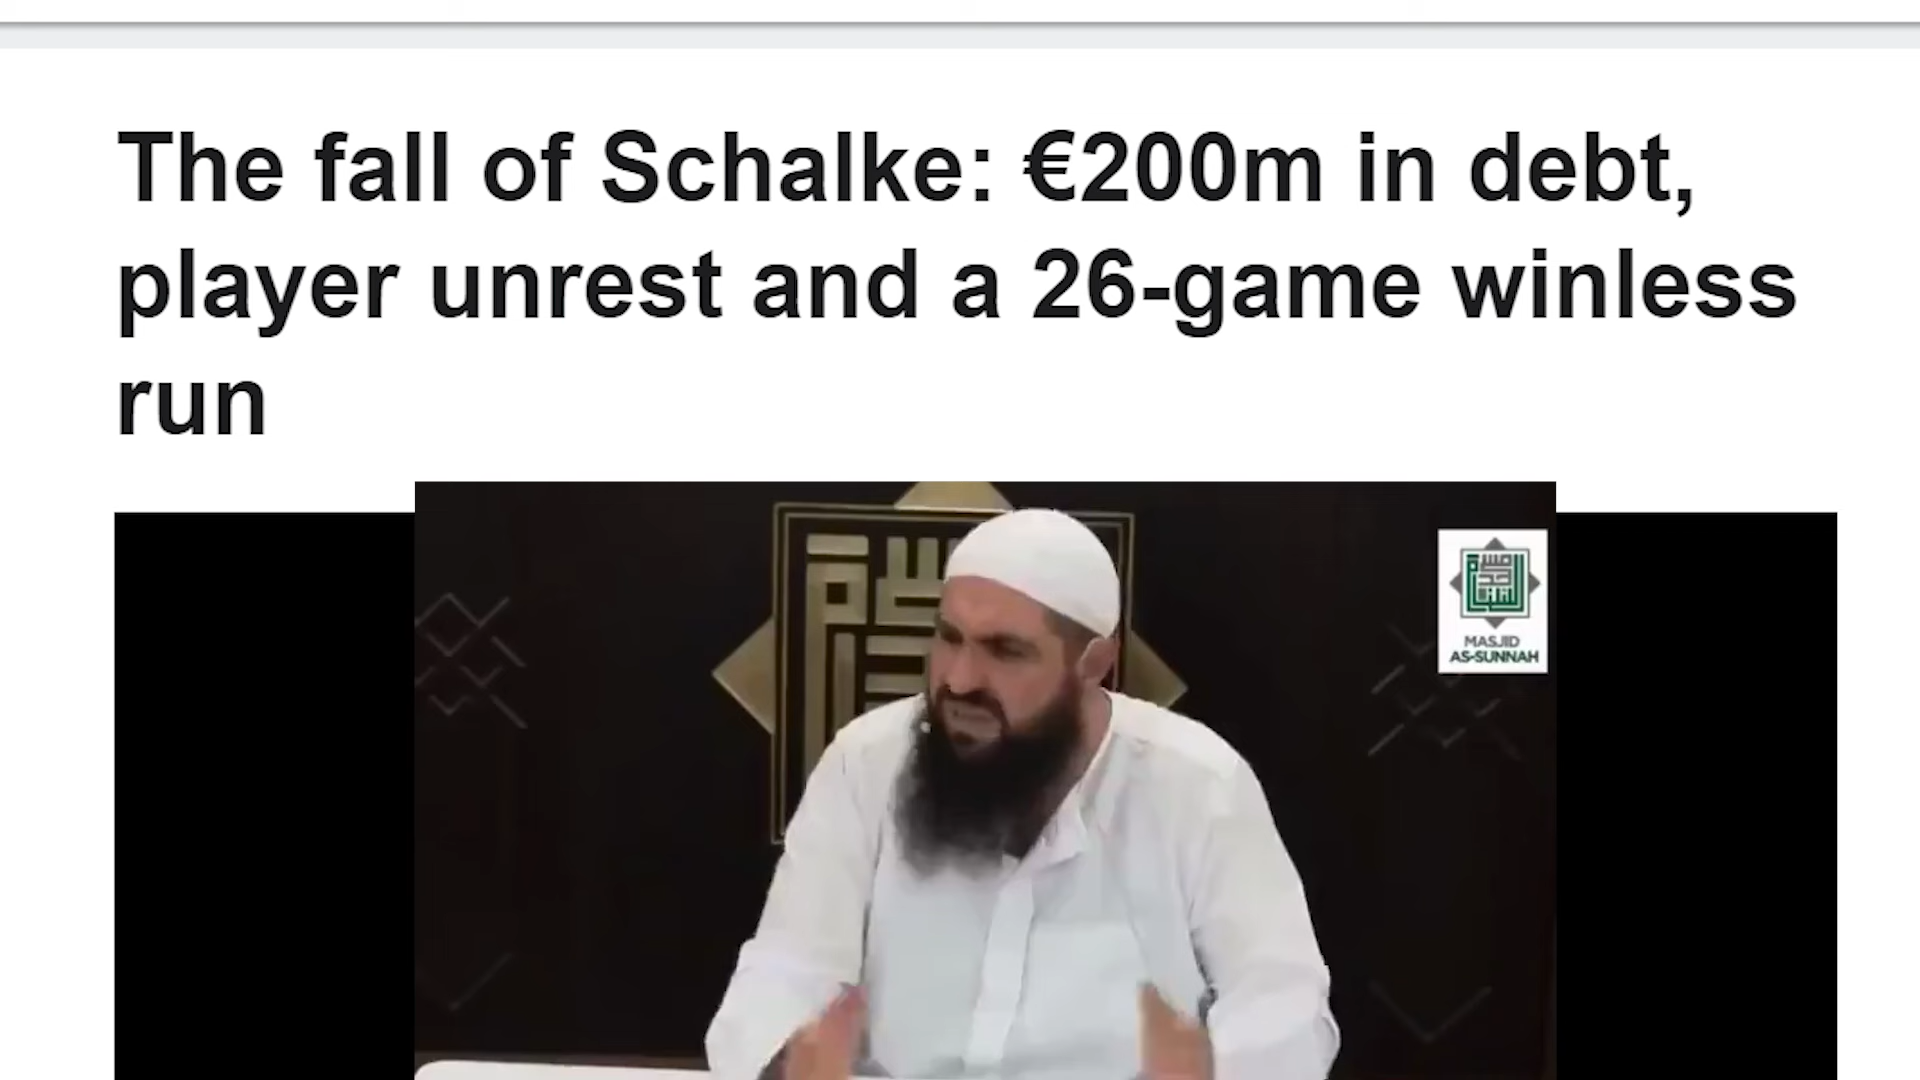 The fall of Schalke: €200m in debt,
player unrest and a 26-game winless
run
MASJID
AS-SUNNAH